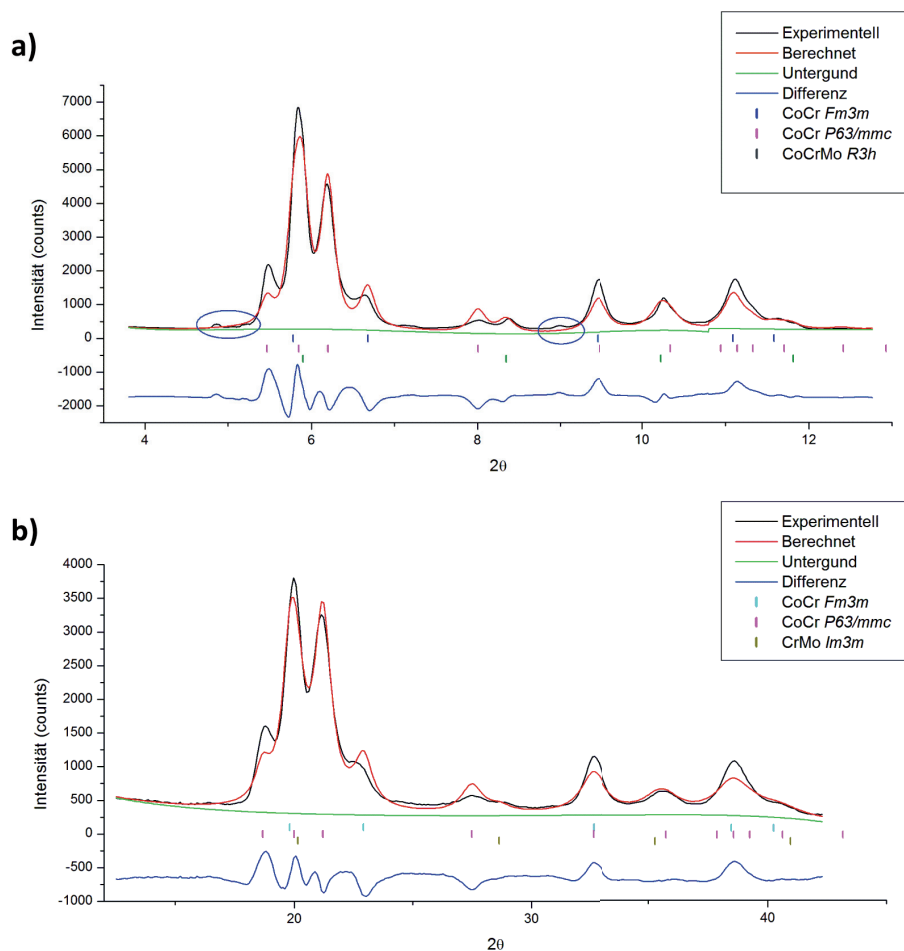 a)
Experimentell
Berechnet
Untergund
Differenz
CoCr Fm3m
CoCr P63/mmc
CoCrMo R3h
Intensität (counts)
7000
6000
5000
4000
3000
2000
1000
0
-1000
-2000
4 6 8 10 12
2θ
b)
Experimentell
Berechnet
Untergund
Differenz
CoCr Fm3m
CoCr P63/mmc
CrMo Im3m
Intensität (counts)
4000
3500
3000
2500
2000
1500
1000
500
0
-500
-1000
20 30 40
2θ